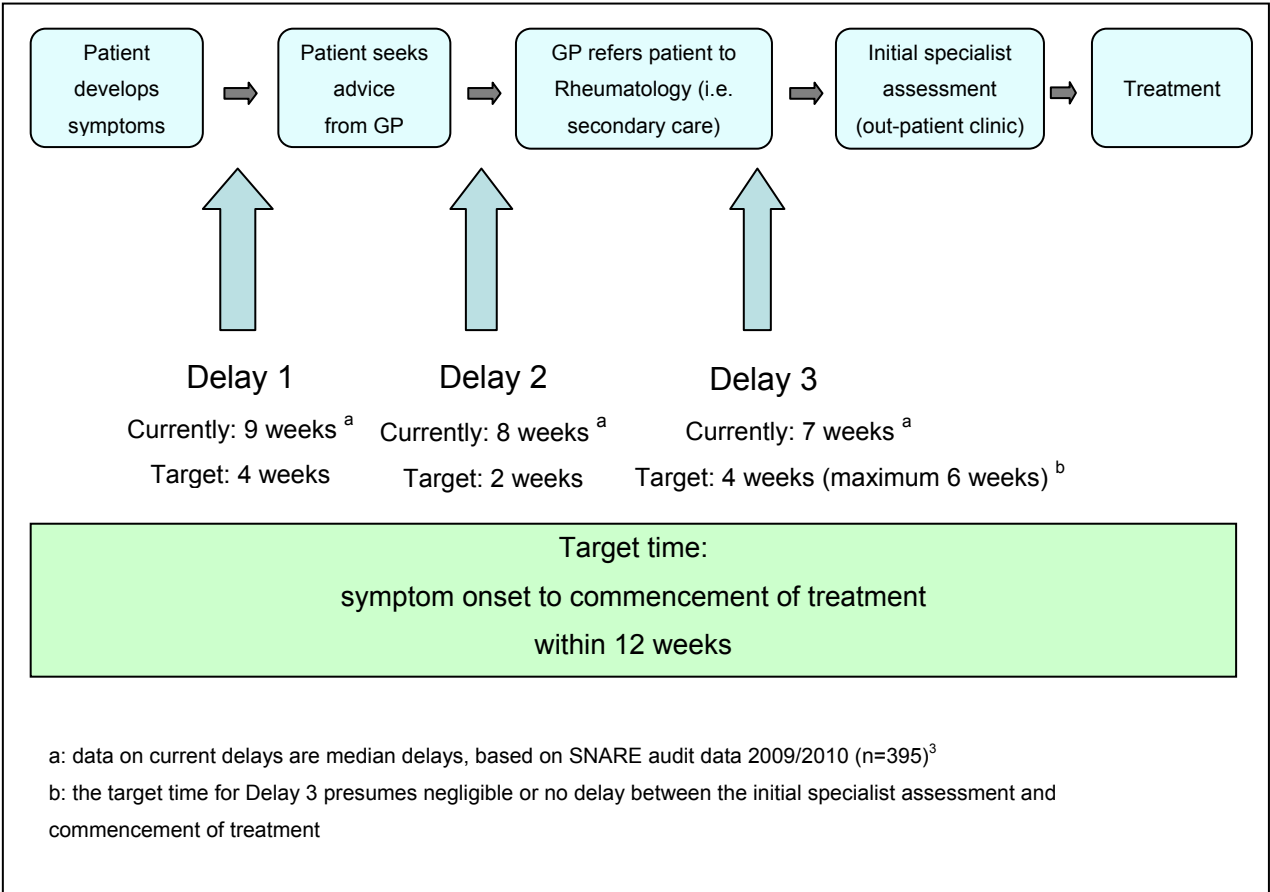 Patient
develops
symptoms
Patient seeks
advice
from GP
GP refers patient to
Rheumatology (i.e.
secondary care)
Initial specialist
assessment
(out-patient clinic)
Treatment
Delay 1
Currently: 9 weeks a
Target: 4 weeks
Delay 2
Currently: 8 weeks a
Target: 2 weeks
Delay 3
Currently: 7 weeks a
Target: 4 weeks (maximum 6 weeks) b
Target time:
symptom onset to commencement of treatment
within 12 weeks
a: data on current delays are median delays, based on SNARE audit data 2009/2010 (n=395)3
b: the target time for Delay 3 presumes negligible or no delay between the initial specialist assessment and
commencement of treatment